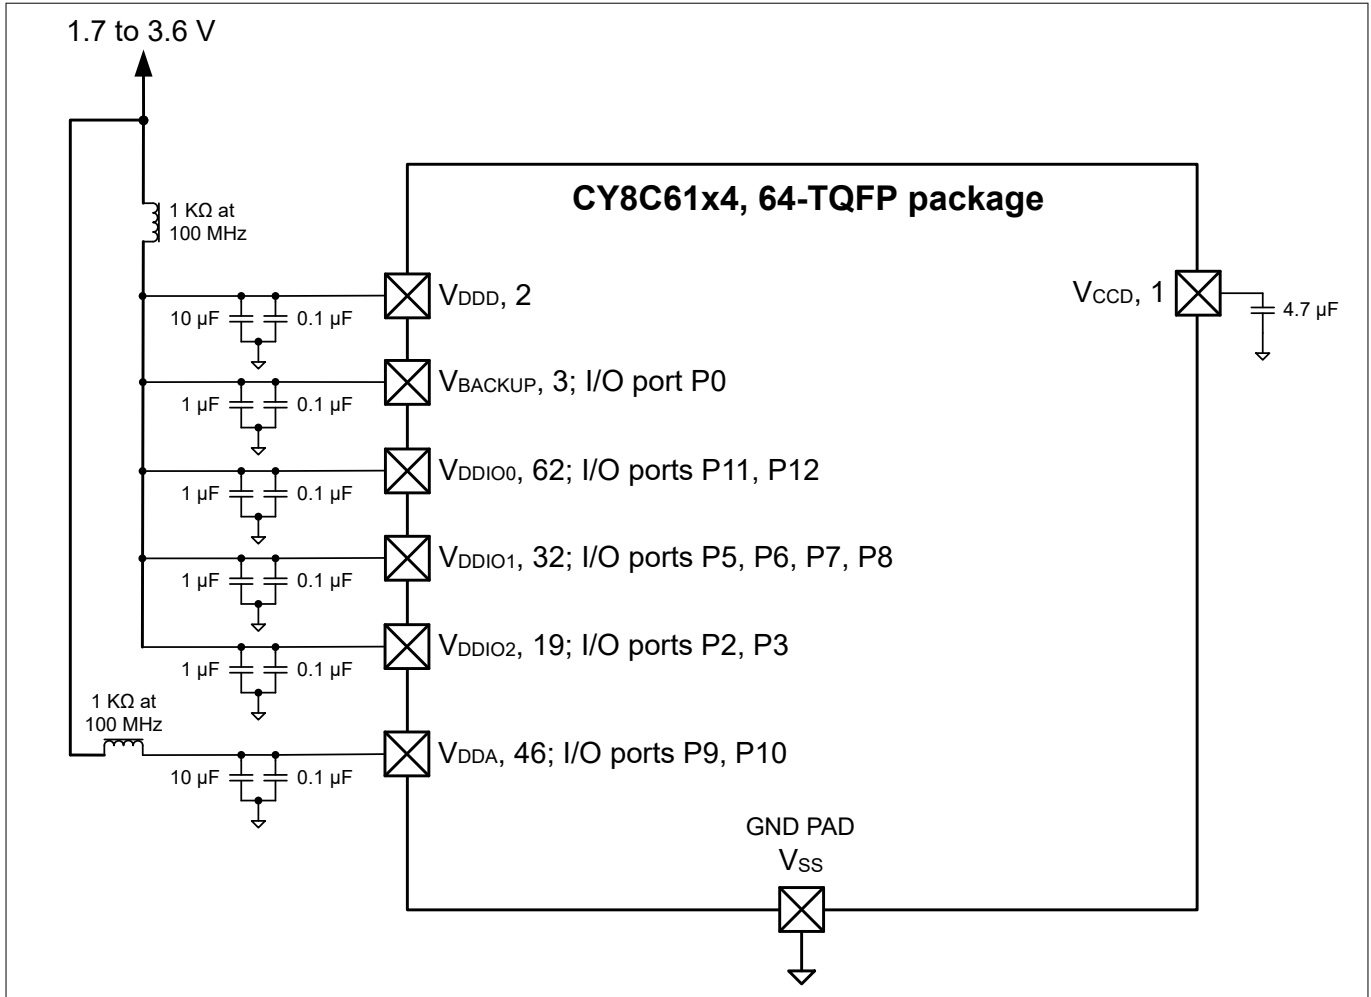 1.7 to 3.6 V
CY8C61x4, 64-TQFP package
1 KΩ at
100 MHz
VDDD, 2
10 µF
0.1 µF
VCCD, 1
4.7 µF
VBACKUP, 3; I/O port P0
1 µF
0.1 µF
VDDIO0, 62; I/O ports P11, P12
1 µF
0.1 µF
VDDIO1, 32; I/O ports P5, P6, P7, P8
1 µF
0.1 µF
VDDIO2, 19; I/O ports P2, P3
1 µF
0.1 µF
1 KΩ at
100 MHz
VDDA, 46; I/O ports P9, P10
10 µF
0.1 µF
GND PAD
VSS